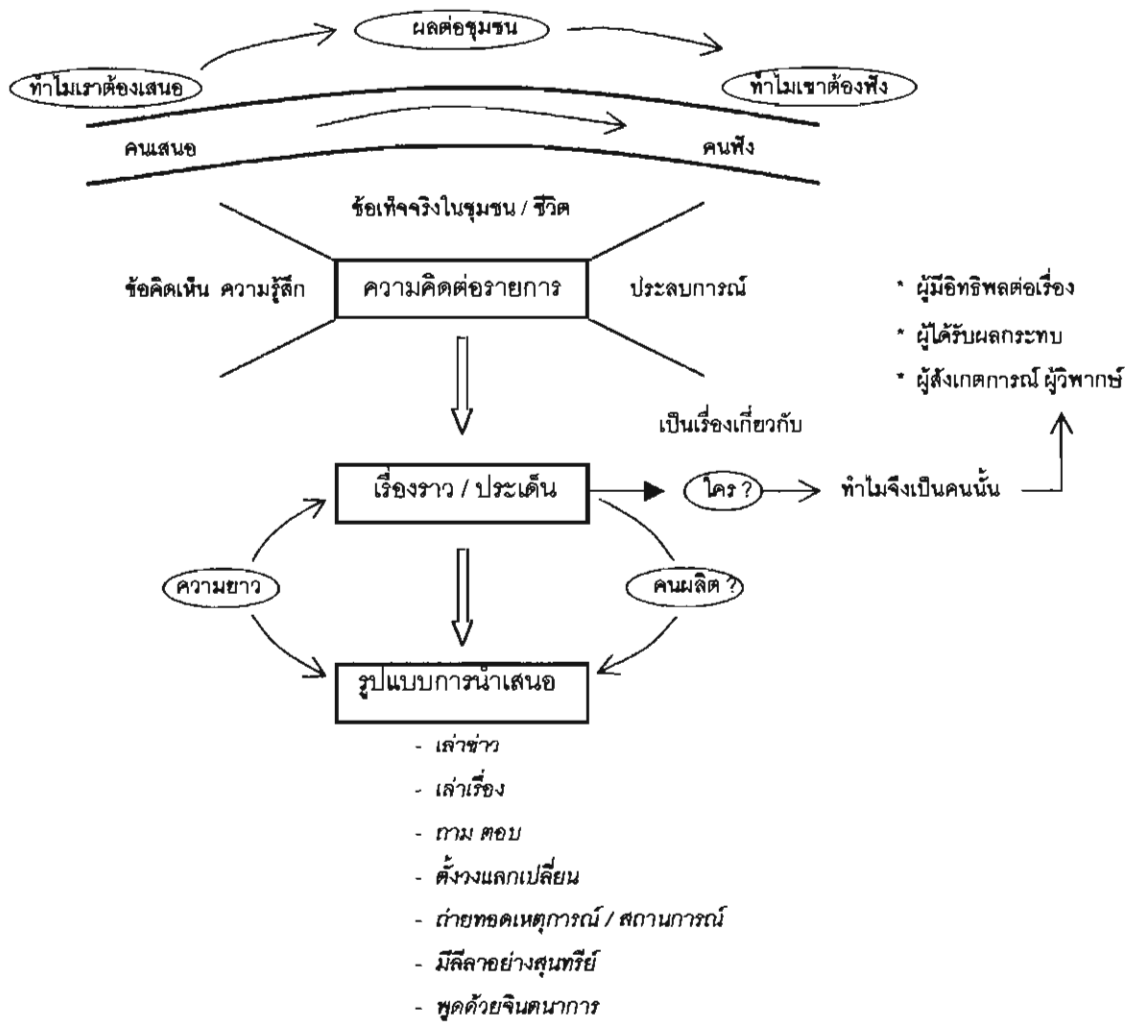 ผลต่อชุมชน
ทำไมเราต้องเสนอ
ทำไมเขาต้องฟัง
คนเสนอ
คนฟัง
ข้อเท็จจริงในชุมชน / ชีวิต
ข้อคิดเห็น ความรู้สึก
ความคิดต่อรายการ
ประสบการณ์
* ผู้มีอิทธิพลต่อเรื่อง
* ผู้ได้รับผลกระทบ
* ผู้สังเกตการณ์ ผู้วิพากษ์
เป็นเรื่องเกี่ยวกับ
เรื่องราว / ประเด็น
ใคร ?
ทำไมจึงเป็นคนนั้น
ความยาว
คนผลิต ?
รูปแบบการนำเสนอ
- เล่าข่าว
- เล่าเรื่อง
- ถาม ตอบ
- ตั้งวงแลกเปลี่ยน
- ถ่ายทอดเหตุการณ์ / สถานการณ์
- มีลีลาอย่างสุนทรีย์
- พูดด้วยจินตนาการ